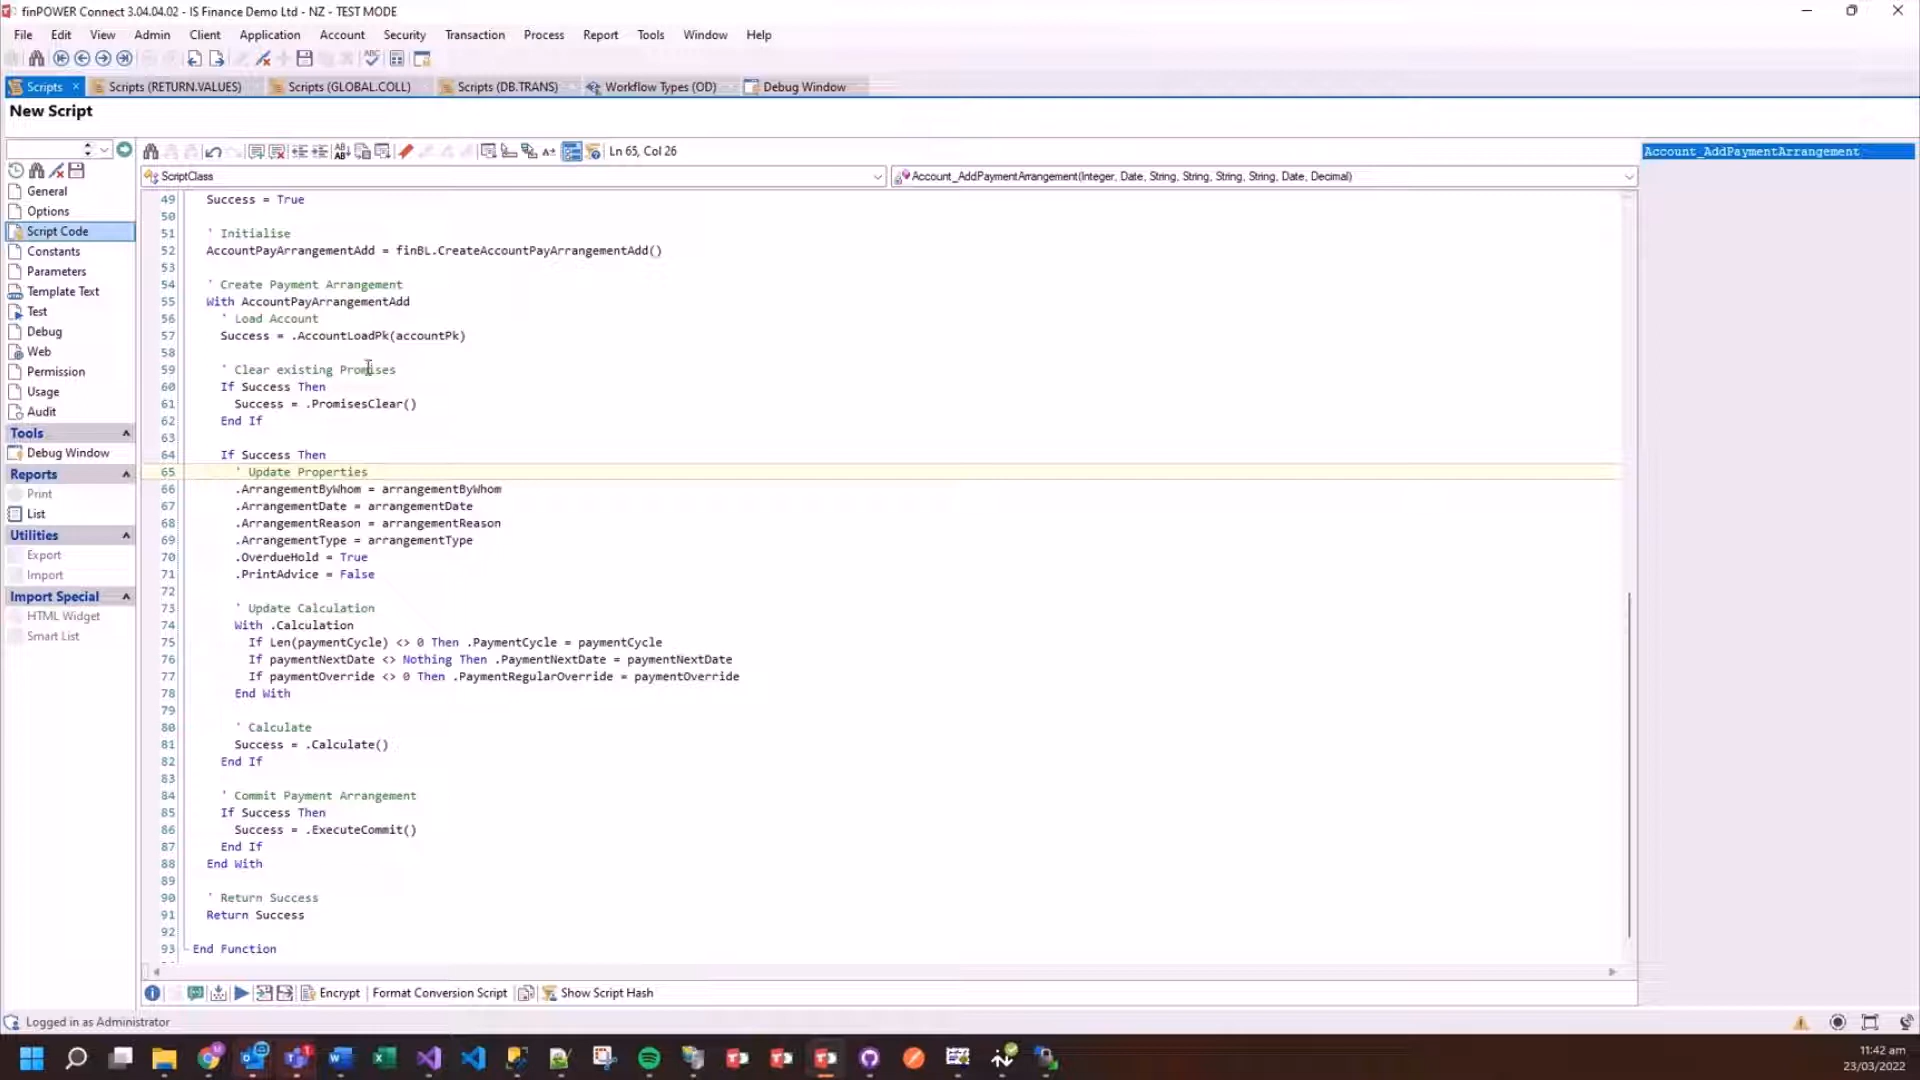 finPOWER Connect 3.04.04.02 - IS Finance Demo Ltd - NZ - TEST MODE
File Edit View Admin Client Application Account Security Transaction Process Report Tools Window Help
Scripts × Scripts (RETURN.VALUES) Scripts (GLOBAL.COLL) Scripts (DB.TRANS) Workflow Types (OD) Debug Window
New Script
Ln 65, Col 26
ScriptClass
Account_AddPaymentArrangement(Integer, Date, String, String, String, String, Date, Decimal)
Account_AddPaymentArrangement
General
Options
Script Code
Constants
Parameters
Template Text
Test
Debug
Web
Permission
Usage
Audit
Tools
Debug Window
Reports
Print
List
Utilities
Export
Import
Import Special
HTML Widget
Smart List
49 Success = True
50
51 ' Initialise
52 AccountPayArrangementAdd = finBL.CreateAccountPayArrangementAdd()
53
54 ' Create Payment Arrangement
55 With AccountPayArrangementAdd
56 ' Load Account
57 Success = .AccountLoadPk(accountPk)
58
59 ' Clear existing Promises
60 If Success Then
61 Success = .PromisesClear()
62 End If
63
64 If Success Then
65 ' Update Properties
66 .ArrangementByWhom = arrangementByWhom
67 .ArrangementDate = arrangementDate
68 .ArrangementReason = arrangementReason
69 .ArrangementType = arrangementType
70 .OverdueHold = True
71 .PrintAdvice = False
72
73 ' Update Calculation
74 With .Calculation
75 If Len(paymentCycle) <> 0 Then .PaymentCycle = paymentCycle
76 If paymentNextDate <> Nothing Then .PaymentNextDate = paymentNextDate
77 If paymentOverride <> 0 Then .PaymentRegularOverride = paymentOverride
78 End With
79
80 ' Calculate
81 Success = .Calculate()
82 End If
83
84 ' Commit Payment Arrangement
85 If Success Then
86 Success = .ExecuteCommit()
87 End If
88 End With
89
90 ' Return Success
91 Return Success
92
93 End Function
Encrypt Format Conversion Script Show Script Hash
Logged in as Administrator
11:42 am
23/03/2022